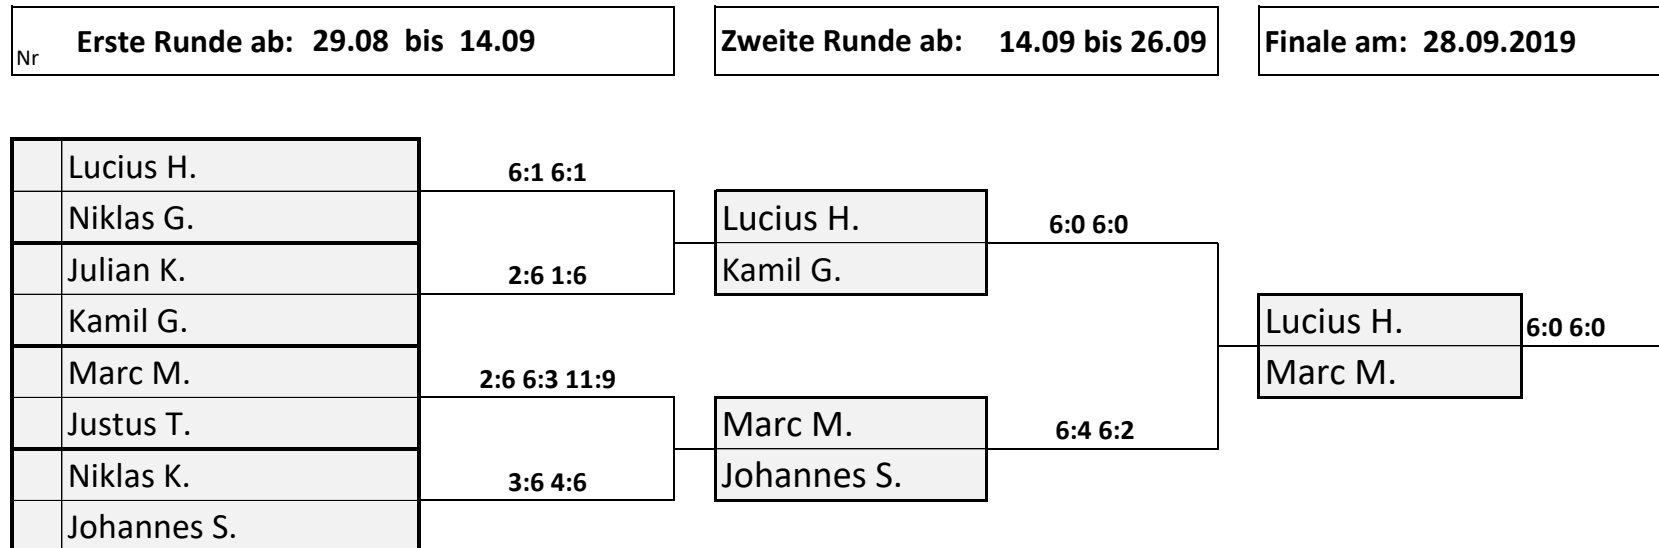 Nr Erste Runde ab: 29.08 bis 14.09
Zweite Runde ab: 14.09 bis 26.09
Finale am: 28.09.2019
Lucius H.
6:1 6:1
Niklas G.
Julian K.
2:6 1:6
Kamil G.
Marc M.
2:6 6:3 11:9
Justus T.
Niklas K.
3:6 4:6
Johannes S.
Lucius H.
6:0 6:0
Kamil G.
Marc M.
6:4 6:2
Johannes S.
Lucius H.
6:0 6:0
Marc M.